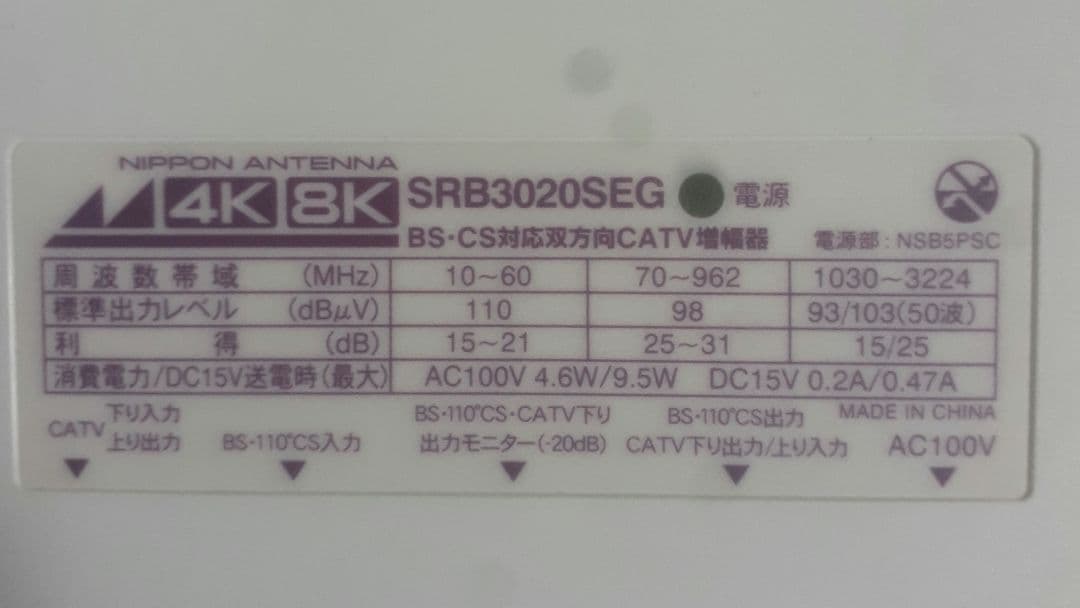 NIPPON ANTENNA
4K 8K SRB3020SEG 電源
BS・CS対応双方向CATV増幅器 電源部：NSB5PSC
周波数帯域 (MHz) 10～60 70～962 1030～3224
標準出力レベル (dBμV) 110 98 93/103(50波)
利得 (dB) 15～21 25～31 15/25
消費電力/DC15V送電時(最大) AC100V 4.6W/9.5W DC15V 0.2A/0.47A
CATV 下り入力
上り出力
BS・110°CS入力
BS・110°CS・CATV下り
出力モニター(-20dB)
BS・110°CS出力
CATV下り出力/上り入力
MADE IN CHINA
AC100V